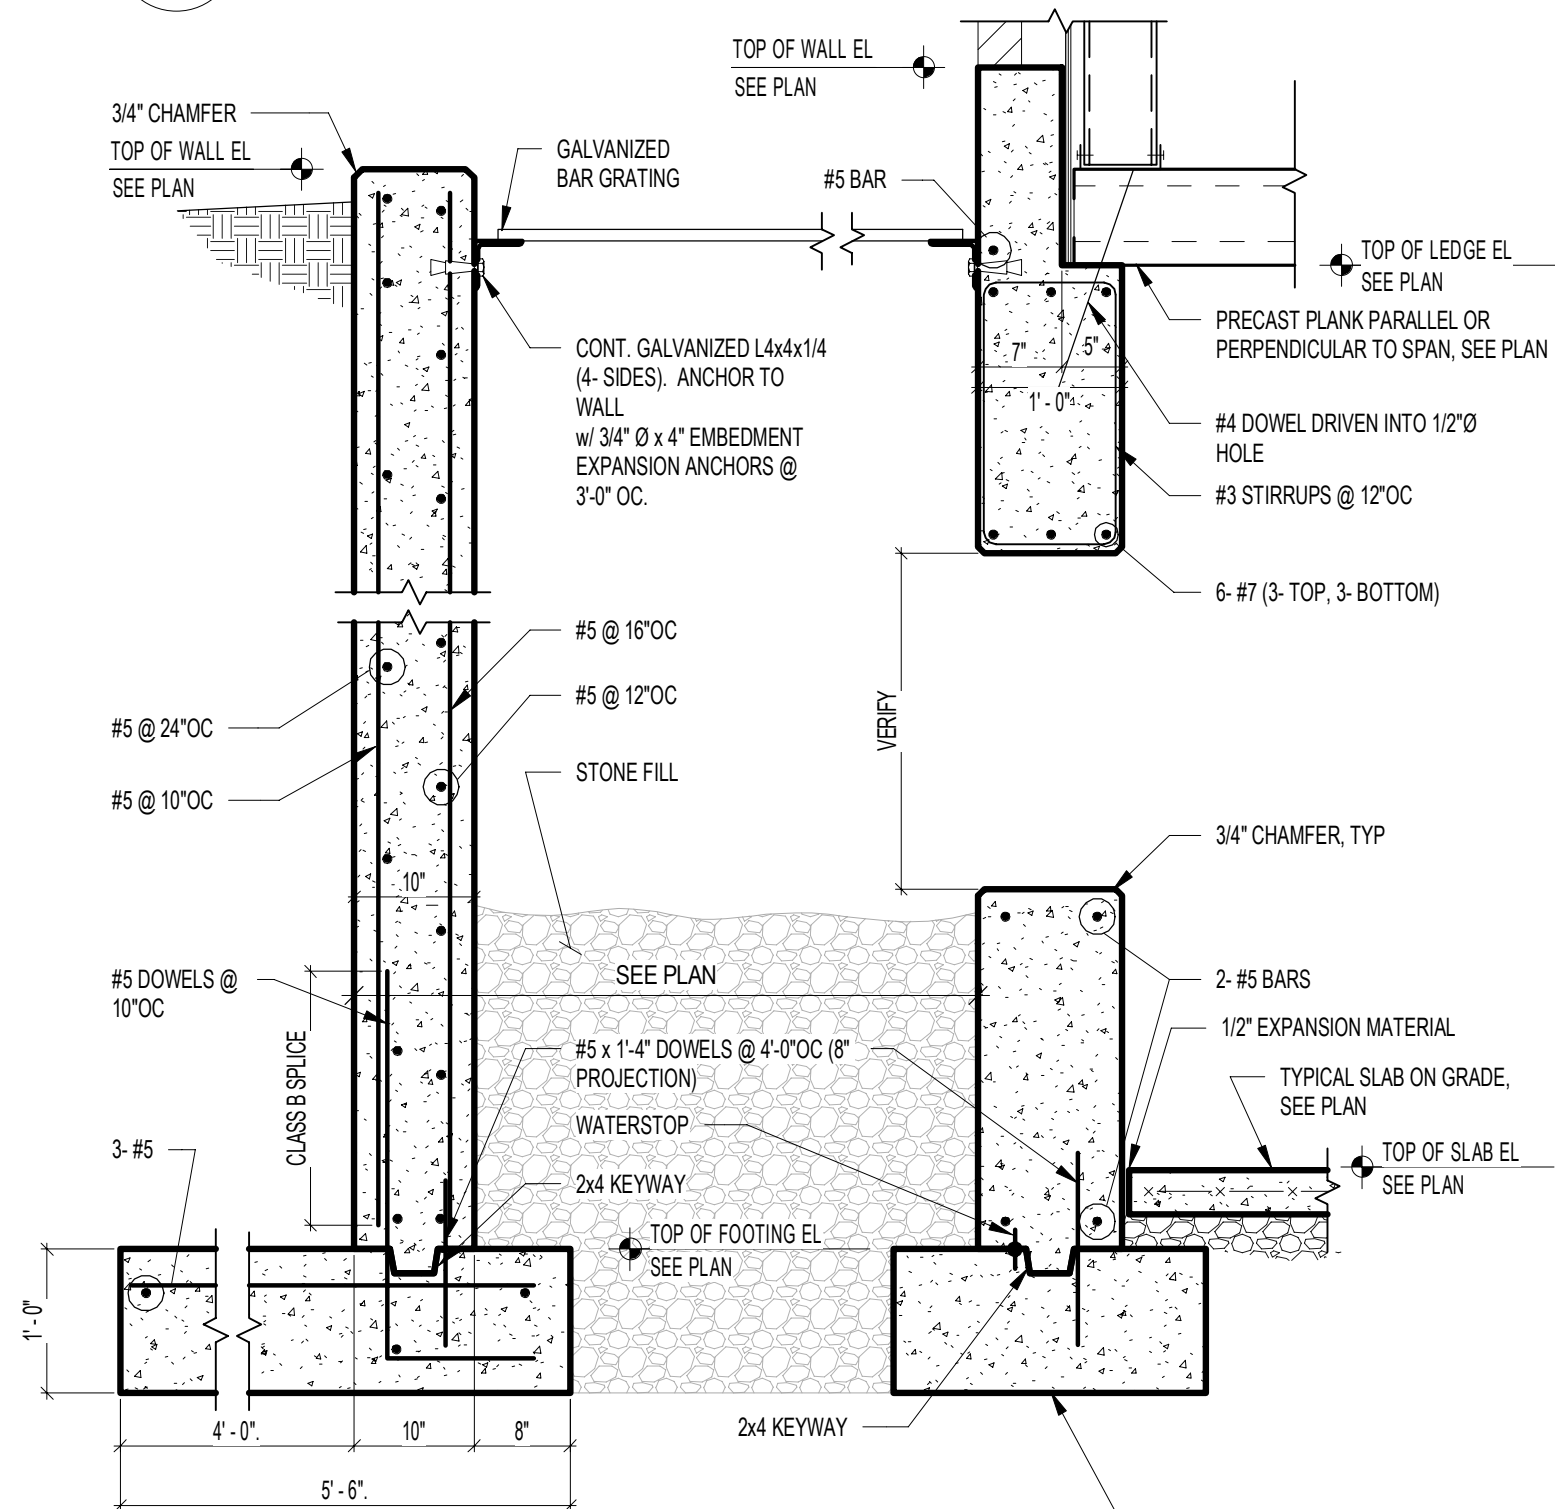 TOP OF WALL EL
SEE PLAN
3/4" CHAMFER
TOP OF WALL EL
SEE PLAN
GALVANIZED
BAR GRATING
#5 BAR
TOP OF LEDGE EL
SEE PLAN
PRECAST PLANK PARALLEL OR
PERPENDICULAR TO SPAN, SEE PLAN
CONT. GALVANIZED L4x4x1/4
(4- SIDES).  ANCHOR TO
WALL
w/ 3/4" Ø x 4" EMBEDMENT
EXPANSION ANCHORS @
3'-0" OC.
7"
5"
1' - 0"
#4 DOWEL DRIVEN INTO 1/2"Ø
HOLE
#3 STIRRUPS @ 12"OC
6- #7 (3- TOP, 3- BOTTOM)
#5 @ 16"OC
#5 @ 12"OC
#5 @ 24"OC
#5 @ 10"OC
STONE FILL
VERIFY
3/4" CHAMFER, TYP
10"
SEE PLAN
#5 DOWELS @
10"OC
2- #5 BARS
1/2" EXPANSION MATERIAL
CLASS B SPLICE
#5 x 1'-4" DOWELS @ 4'-0"OC (8"
PROJECTION)
TYPICAL SLAB ON GRADE,
SEE PLAN
WATERSTOP
3- #5
2x4 KEYWAY
TOP OF SLAB EL
SEE PLAN
TOP OF FOOTING EL
SEE PLAN
1' - 0"
4' - 0".
10"
8"
2x4 KEYWAY
5' - 6".